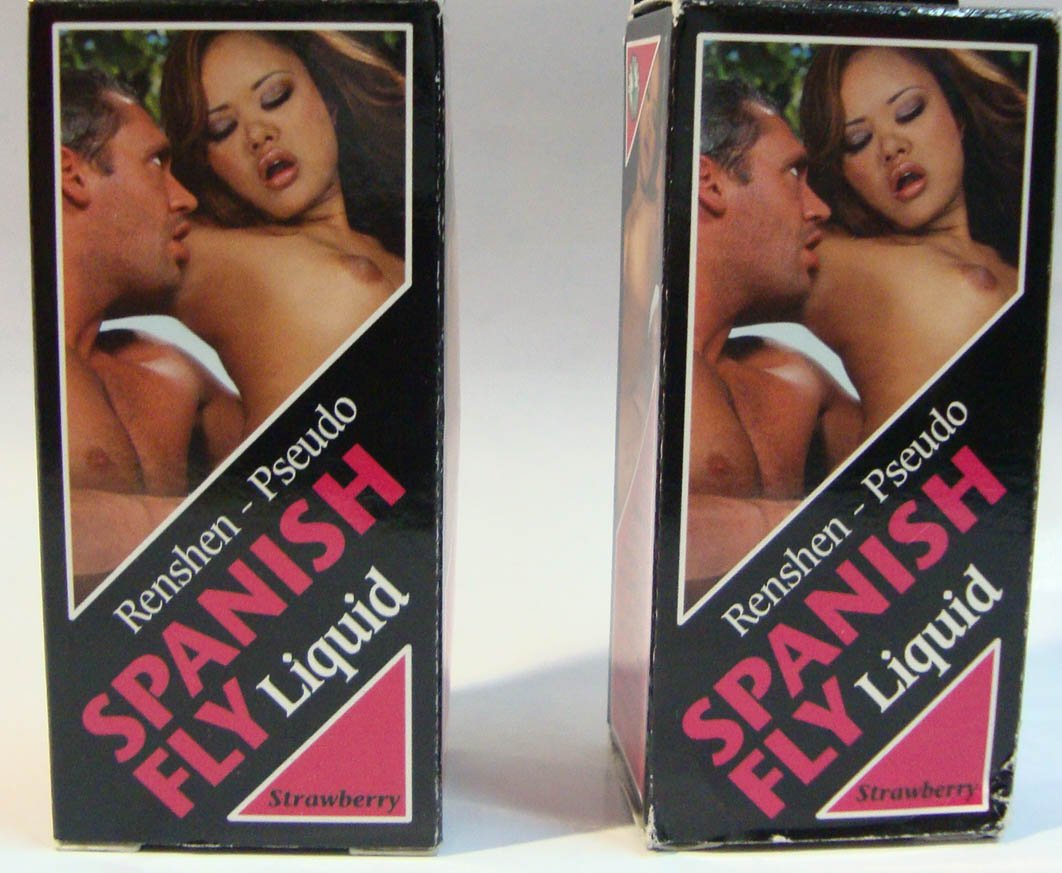 Renshen - Pseudo
SPANISH
FLY Liquid
Strawberry
Renshen - Pseudo
SPANISH
FLY Liquid
Strawberry